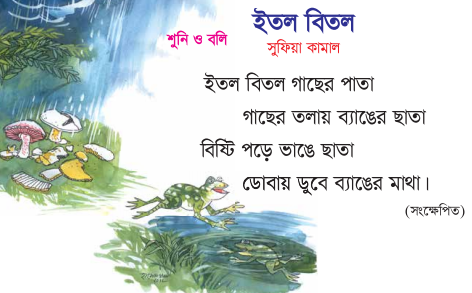 ইতল বিতল
শুনি ও বলি
সুফিয়া কামাল
ইতল বিতল গাছের পাতা
গাছের তলায় ব্যাঙের ছাতা
বিষ্টি পড়ে ভাঙে ছাতা
ডোবায় ডুবে ব্যাঙের মাথা।
(সংক্ষেপিত)